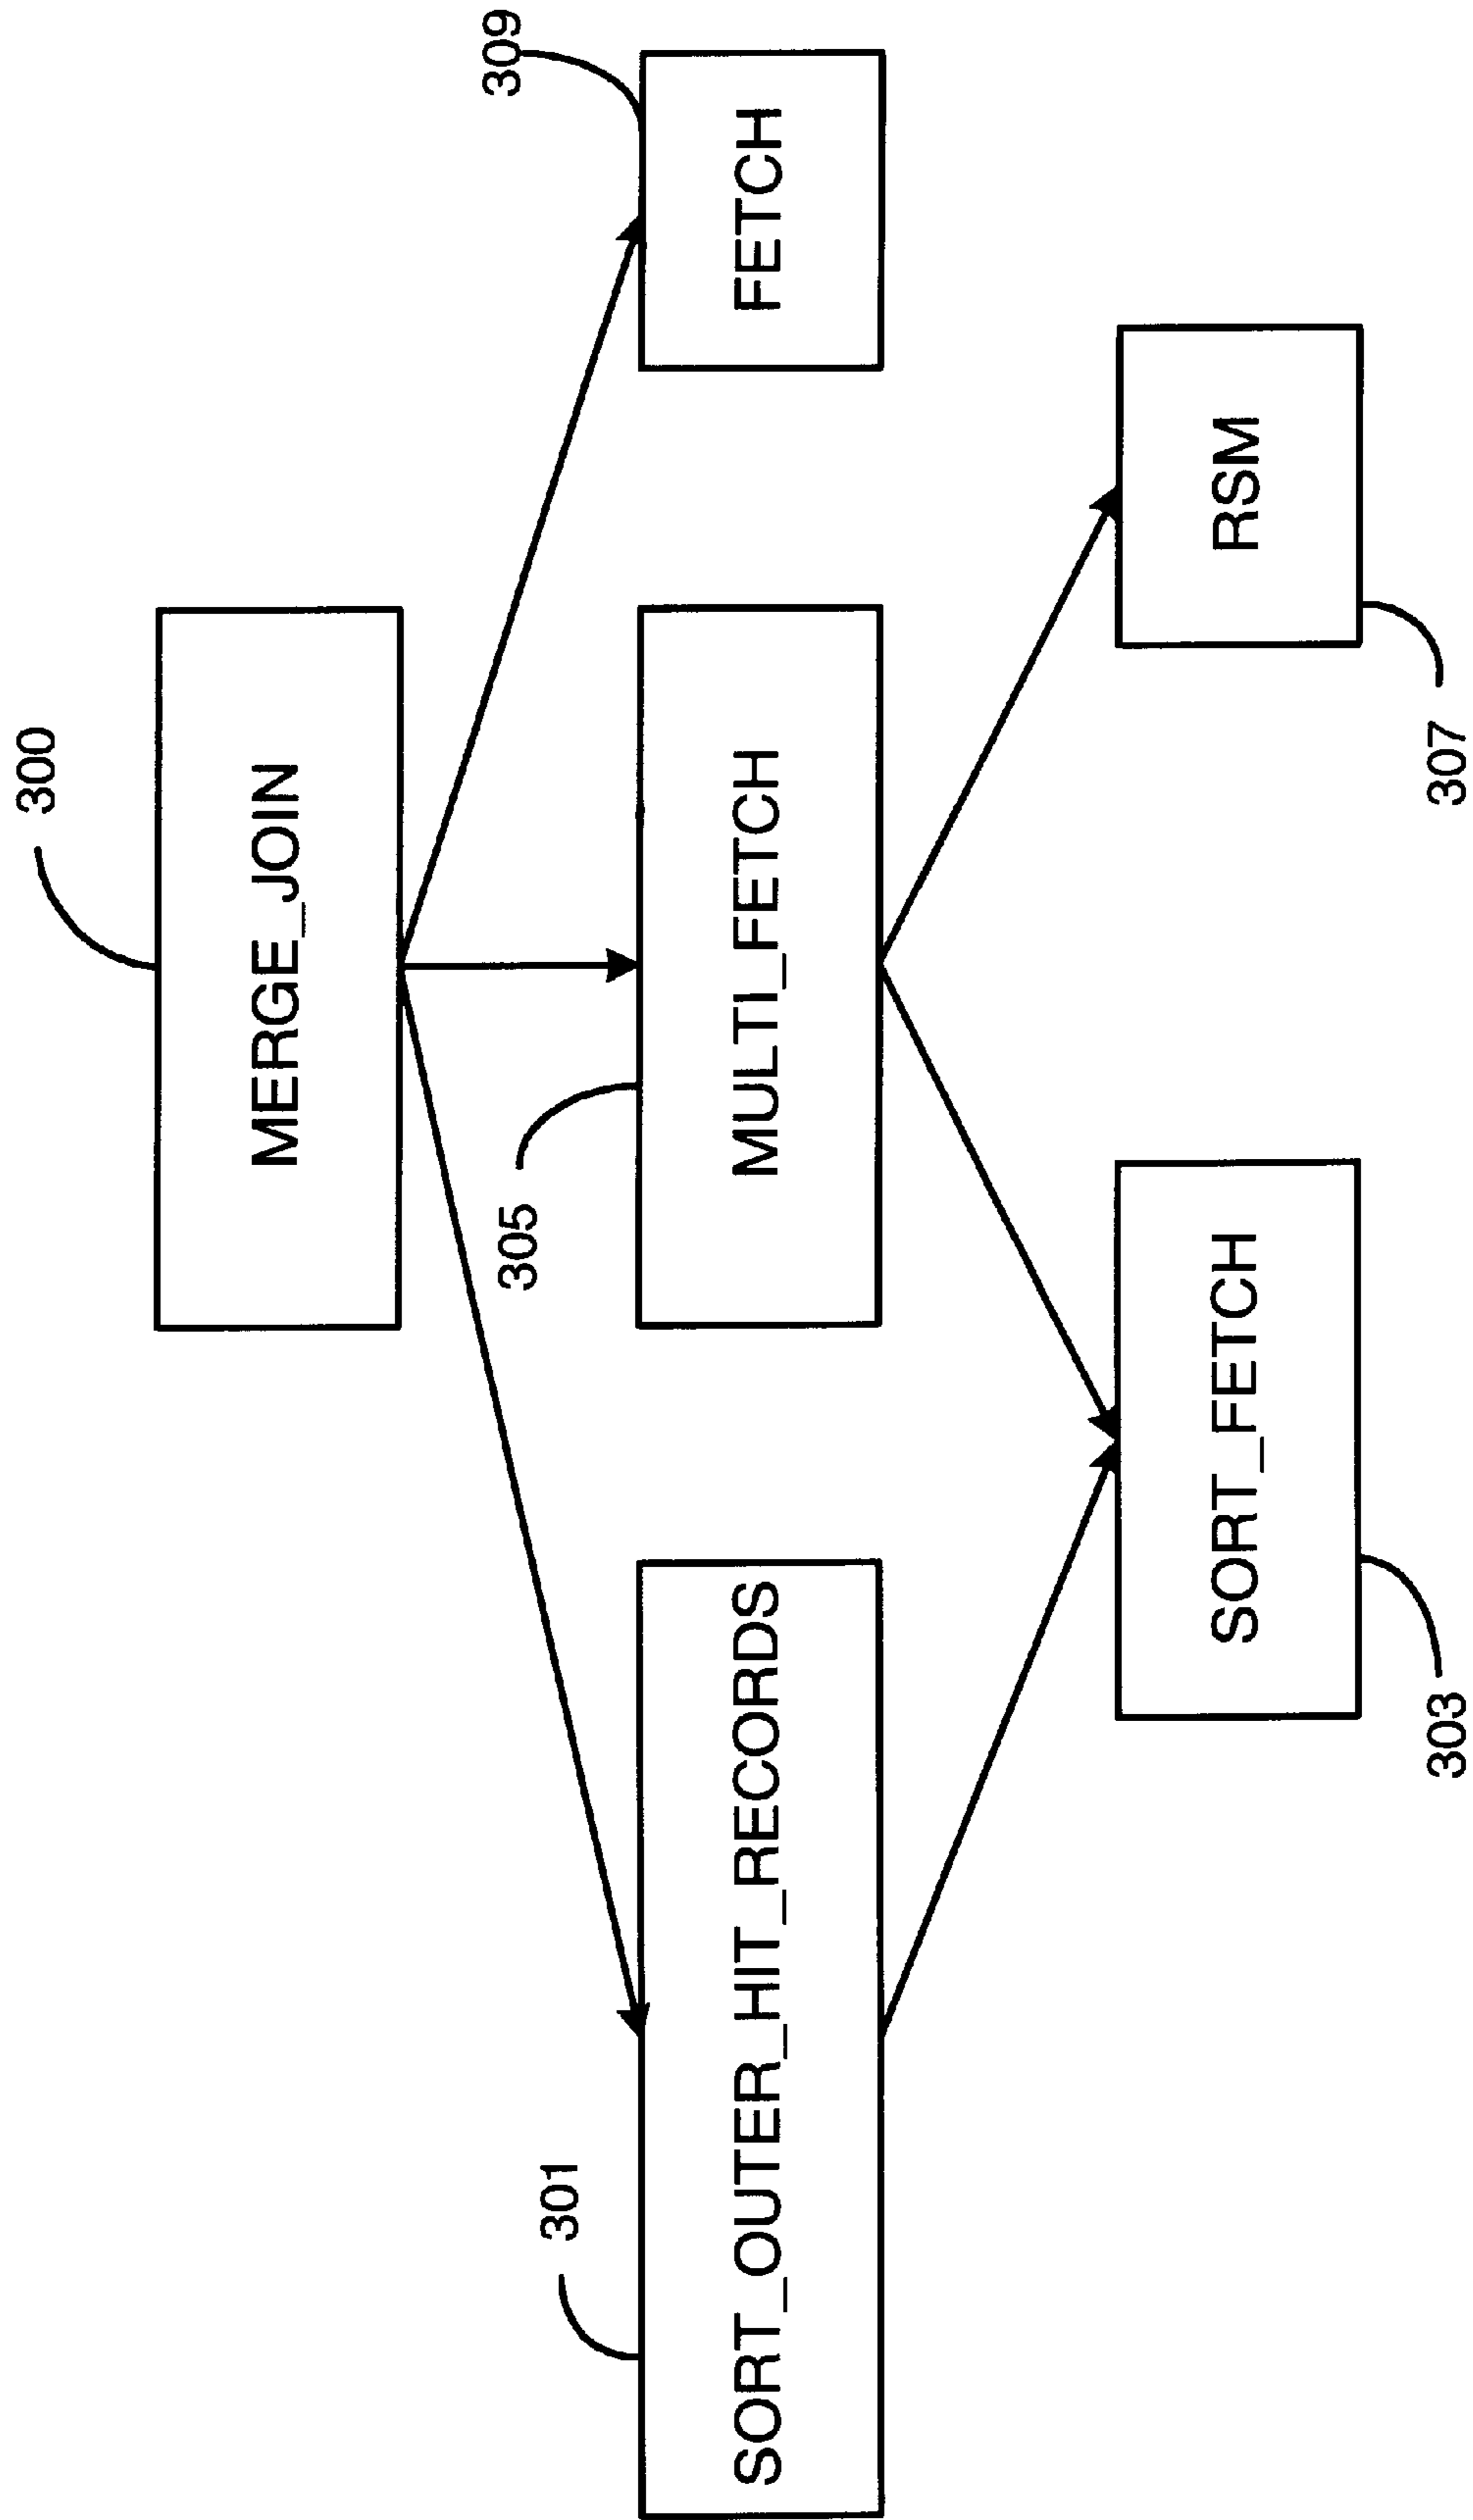 300
MERGE_JOIN
301
305
309
SORT_OUTER_HIT_RECORDS
MULTI_FETCH
FETCH
SORT_FETCH
RSM
303
307